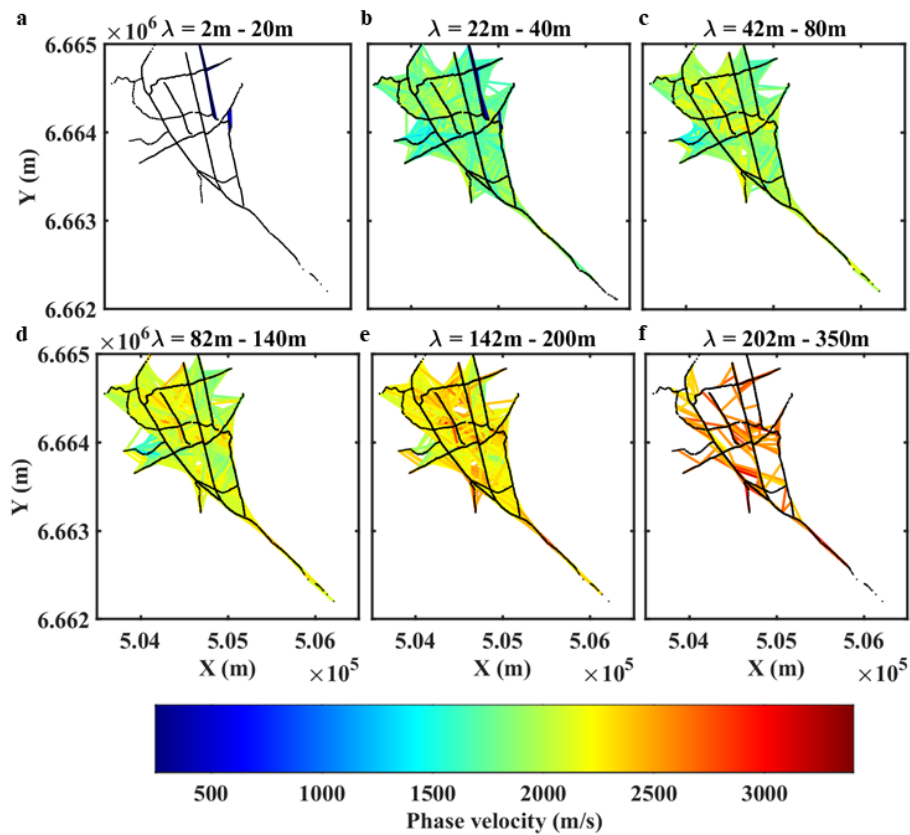 a ×10⁶ λ = 2m - 20m b λ = 22m - 40m c λ = 42m - 80m
6.665
6.664
Y (m)
6.663
6.662
d ×10⁶ λ = 82m - 140m e λ = 142m - 200m f λ = 202m - 350m
6.665
6.664
Y (m)
6.663
6.662
5.04 5.05 5.06 5.04 5.05 5.06 5.04 5.05 5.06
X (m) ×10⁵ X (m) ×10⁵ X (m) ×10⁵
500 1000 1500 2000 2500 3000
Phase velocity (m/s)